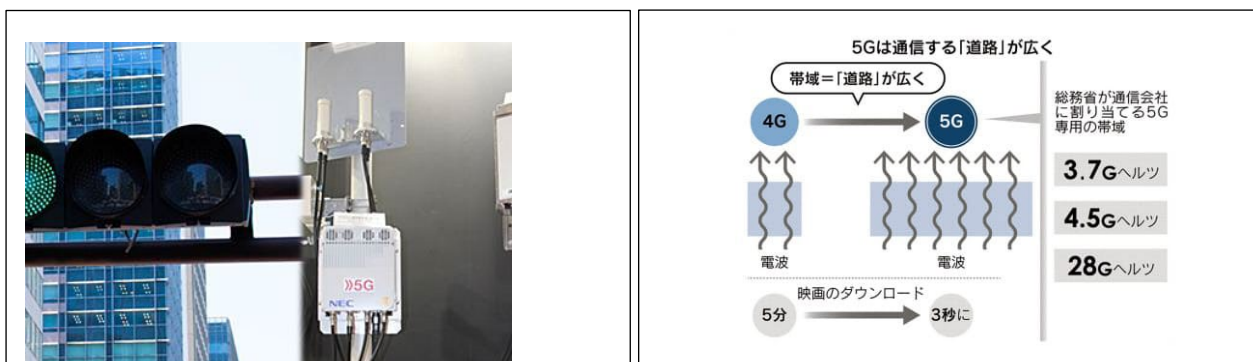 》5G
NEC
5Gは通信する「道路」が広く
帯域=「道路」が広く
4G
5G
総務省が通信会社
に割り当てる5G
専用の帯域
3.7Gヘルツ
4.5Gヘルツ
28Gヘルツ
電波
電波
映画のダウンロード
5分
3秒に